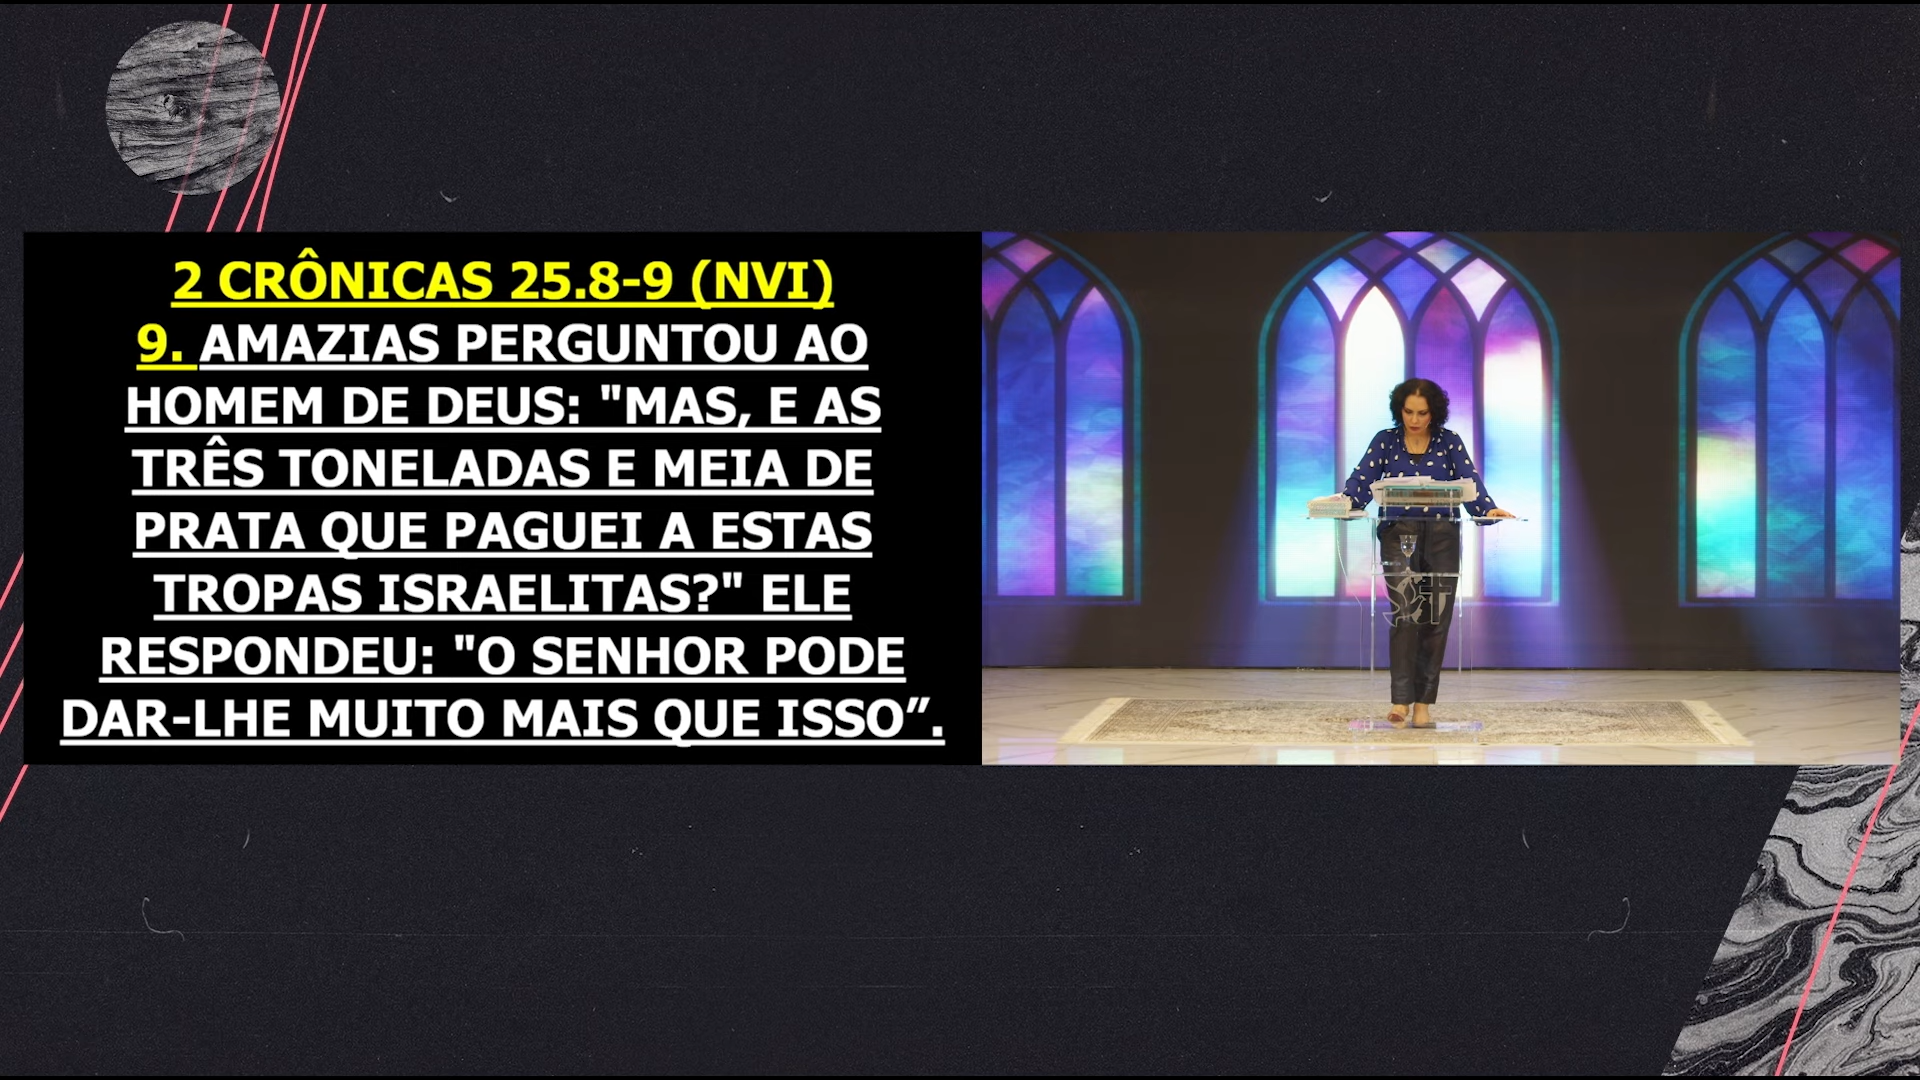 2 CRÔNICAS 25.8-9 (NVI)
9. AMAZIAS PERGUNTOU AO
HOMEM DE DEUS: "MAS, E AS
TRÊS TONELADAS E MEIA DE
PRATA QUE PAGUEI A ESTAS
TROPAS ISRAELITAS?" ELE
RESPONDEU: "O SENHOR PODE
DAR-LHE MUITO MAIS QUE ISSO”.